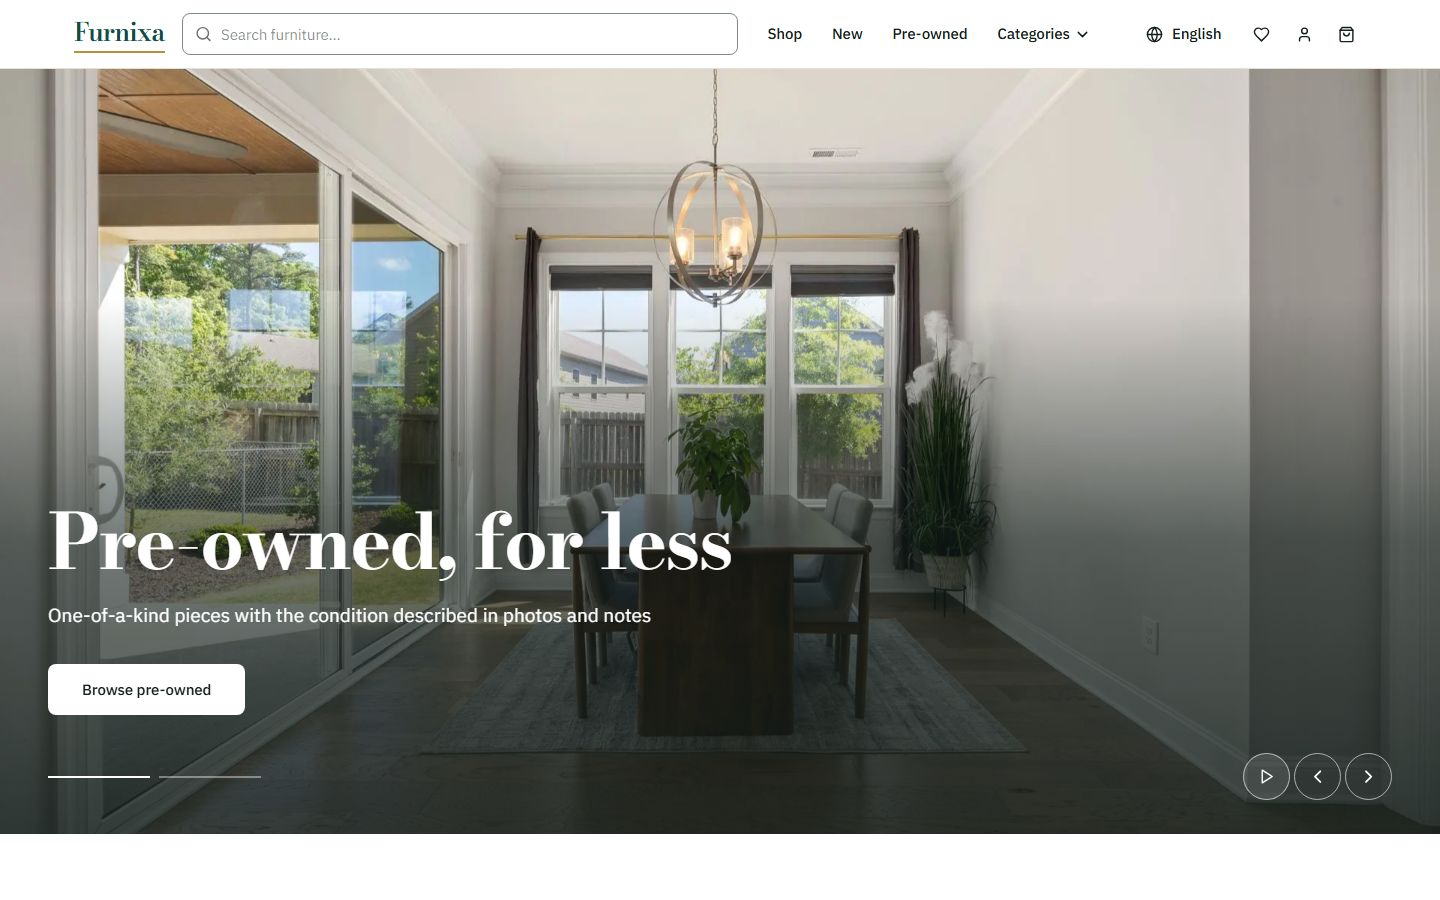 Furnixa
Search furniture...
Shop
New
Pre-owned
Categories
English
Pre-owned, for less
One-of-a-kind pieces with the condition described in photos and notes
Browse pre-owned